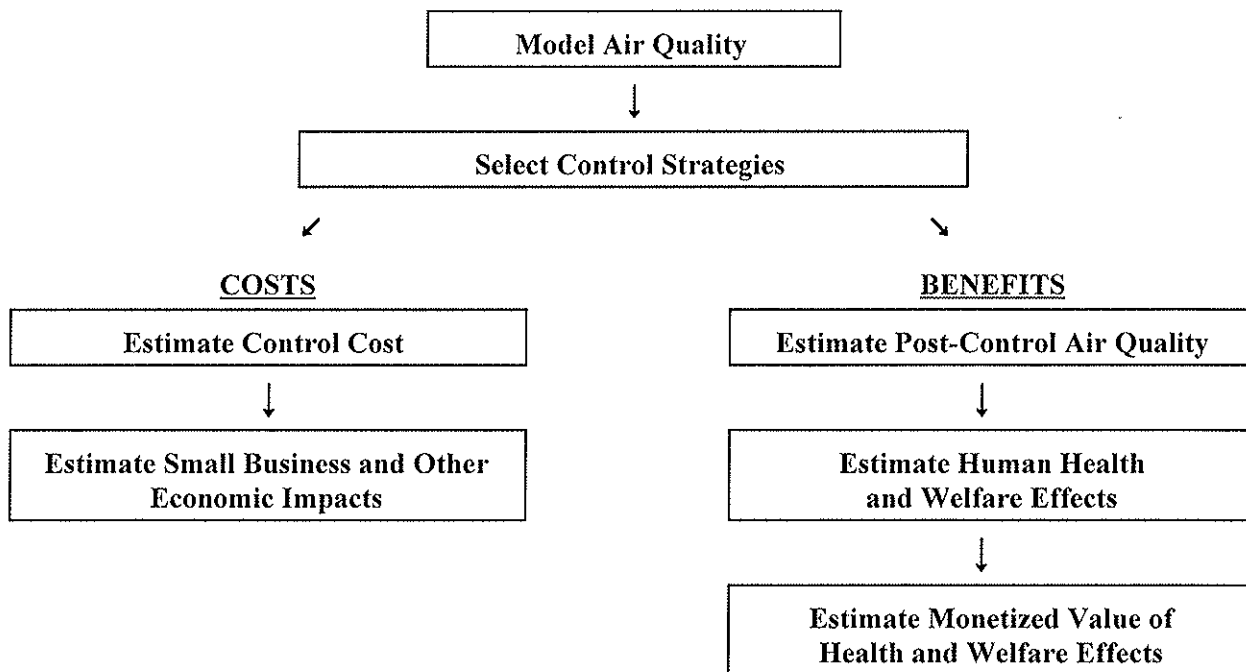 Model Air Quality
Select Control Strategies
COSTS
Estimate Control Cost
Estimate Small Business and Other
Economic Impacts
BENEFITS
Estimate Post-Control Air Quality
Estimate Human Health
and Welfare Effects
Estimate Monetized Value of
Health and Welfare Effects